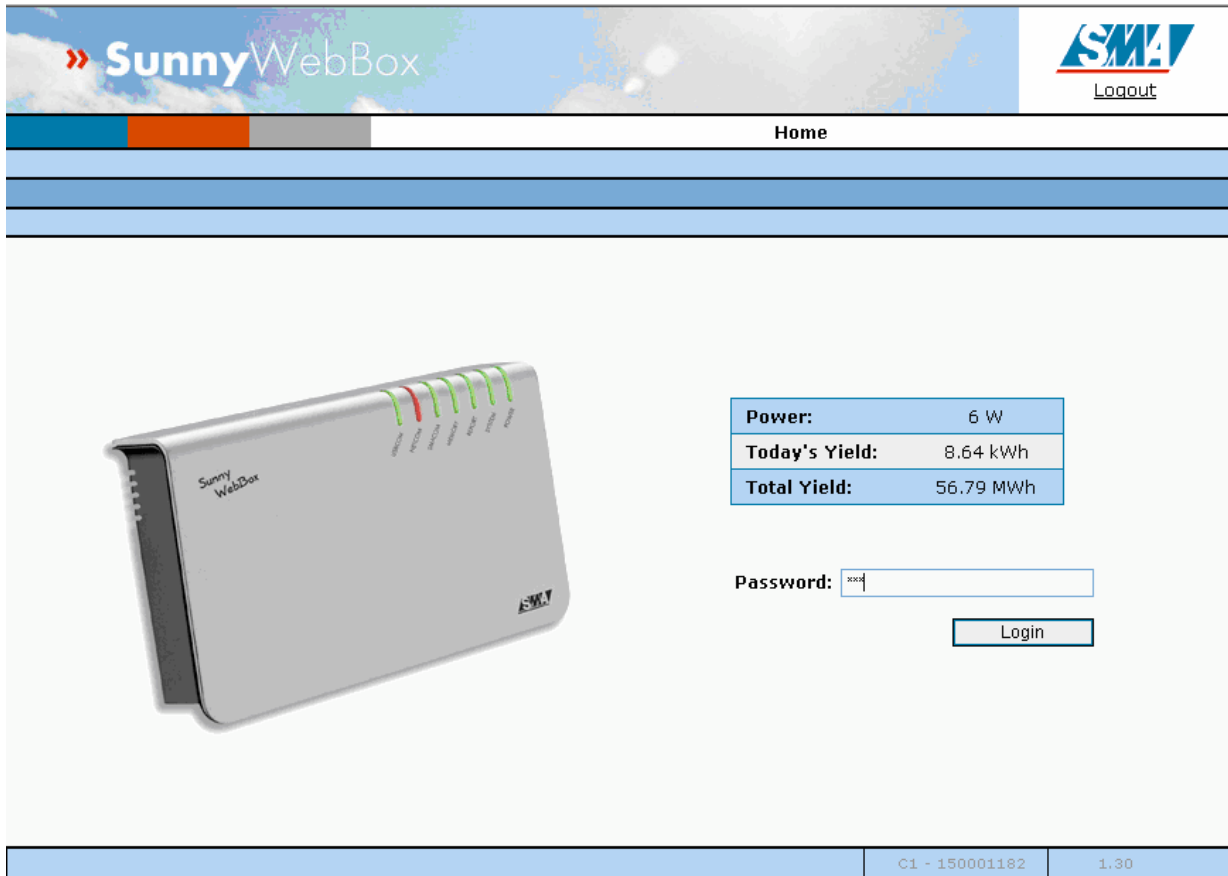 » SunnyWebBox
SMA
Logout
Home
Sunny
WebBox
SMA
Power: 6 W
Today's Yield: 8.64 kWh
Total Yield: 56.79 MWh
Password: ***
Login
C1 - 150001182 1.30